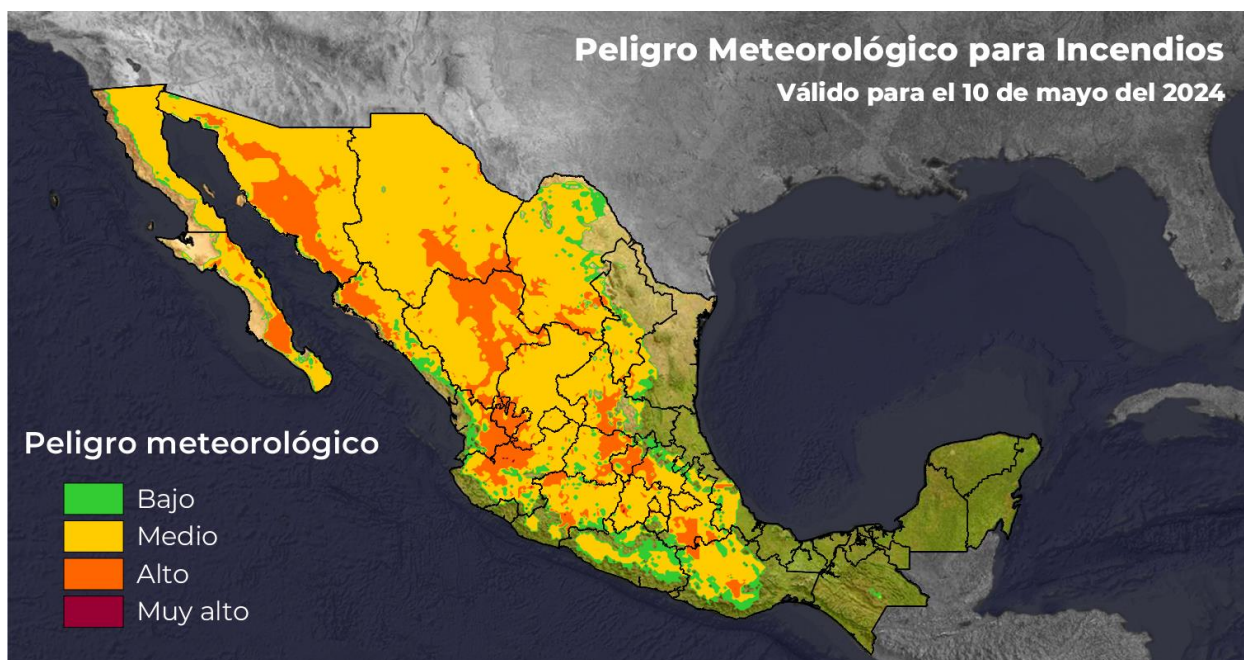 Peligro Meteorológico para Incendios
Válido para el 10 de mayo del 2024
Peligro meteorológico
Bajo
Medio
Alto
Muy alto